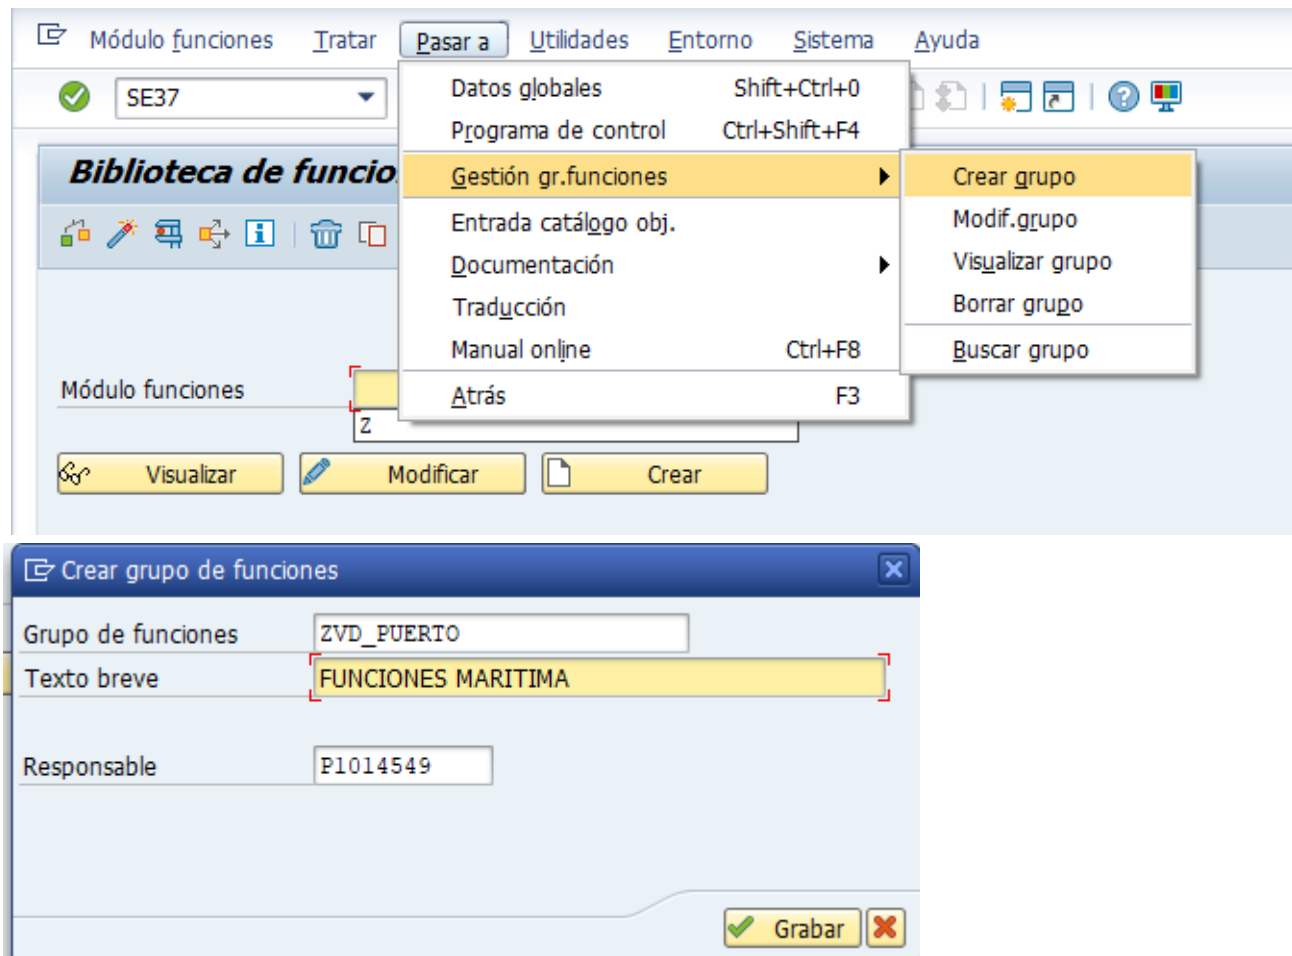 Módulo funciones Tratar Pasar a Utilidades Entorno Sistema Ayuda
SE37
Datos globales Shift+Ctrl+0
Programa de control Ctrl+Shift+F4
Biblioteca de funcio
Gestión gr.funciones Crear grupo
Modif.grupo
Entrada catálogo obj.
Documentación Visualizar grupo
Traducción Borrar grupo
Manual online Ctrl+F8 Buscar grupo
Módulo funciones
Atrás F3
Z
Visualizar Modificar Crear
Crear grupo de funciones
Grupo de funciones ZVD_PUERTO
Texto breve FUNCIONES MARITIMA
Responsable P1014549
Grabar